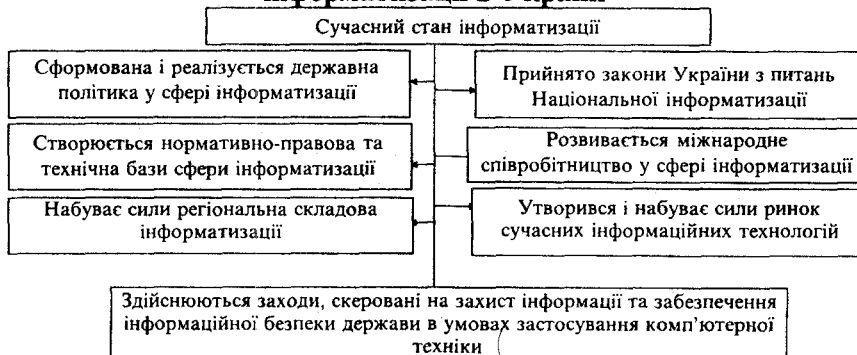 Сучасний стан інформатизації
Сформована і реалізується державна
політика у сфері інформатизації
Прийнято закони України з питань
Національної інформатизації
Створюється нормативно-правова та
технічна бази сфери інформатизації
Розвивається міжнародне
співробітництво у сфері інформатизації
Набуває сили регіональна складова
інформатизації
Утворився і набуває сили ринок
сучасних інформаційних технологій
Здійснюються заходи, скеровані на захист інформації та забезпечення
інформаційної безпеки держави в умовах застосування комп’ютерної
техніки